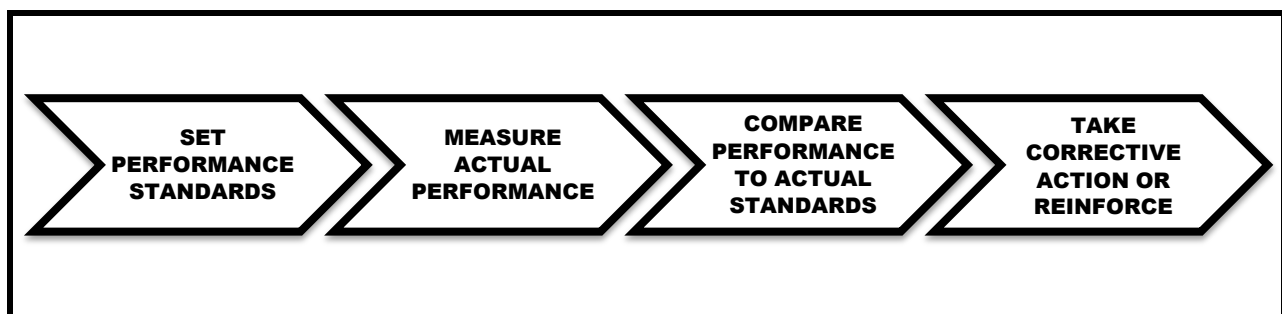 SET
PERFORMANCE
STANDARDS
MEASURE
ACTUAL
PERFORMANCE
COMPARE
PERFORMANCE
TO ACTUAL
STANDARDS
TAKE
CORRECTIVE
ACTION OR
REINFORCE